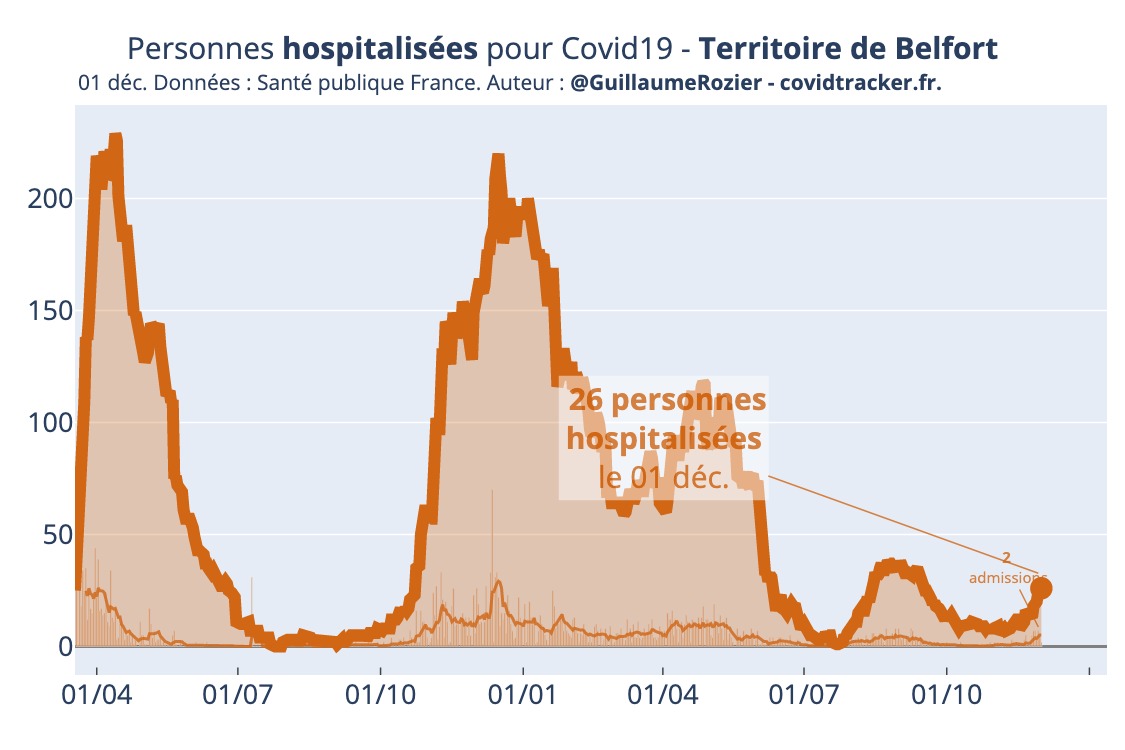 Personnes hospitalisées pour Covid19 - Territoire de Belfort
01 déc. Données : Santé publique France. Auteur : @GuillaumeRozier - covidtracker.fr.
200
150
100
50
0
26 personnes
hospitalisées
le 01 déc.
2
admissions
01/04
01/07
01/10
01/01
01/04
01/07
01/10